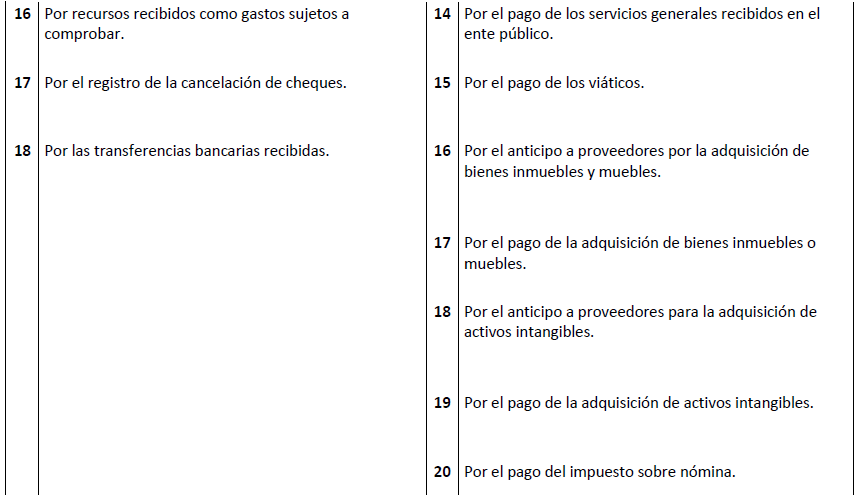 16 Por recursos recibidos como gastos sujetos a
comprobar.
17 Por el registro de la cancelación de cheques.
18 Por las transferencias bancarias recibidas.
14 Por el pago de los servicios generales recibidos en el
ente público.
15 Por el pago de los viáticos.
16 Por el anticipo a proveedores por la adquisición de
bienes inmuebles y muebles.
17 Por el pago de la adquisición de bienes inmuebles o
muebles.
18 Por el anticipo a proveedores para la adquisición de
activos intangibles.
19 Por el pago de la adquisición de activos intangibles.
20 Por el pago del impuesto sobre nómina.